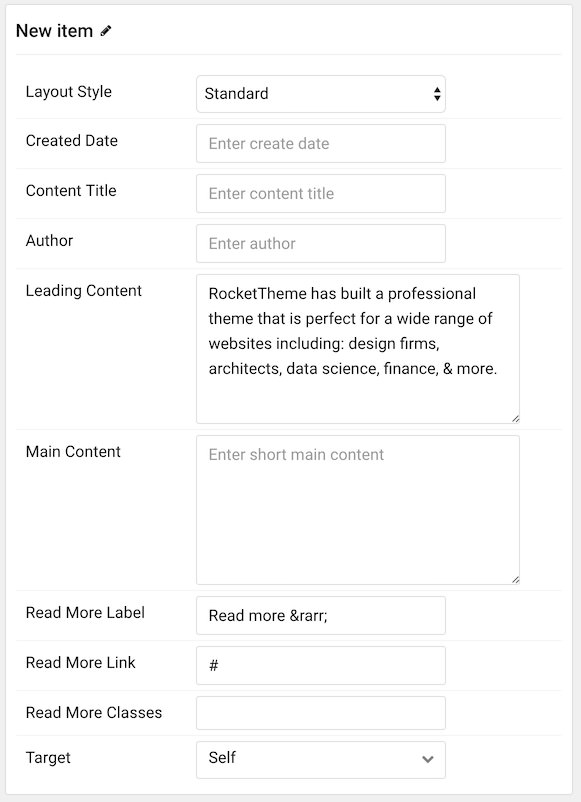 New item
Layout Style
Standard
Created Date
Enter create date
Content Title
Enter content title
Author
Enter author
Leading Content
RocketTheme has built a professional
theme that is perfect for a wide range of
websites including: design firms,
architects, data science, finance, & more.
Main Content
Enter short main content
Read More Label
Read more &rarr;
Read More Link
#
Read More Classes
Target
Self